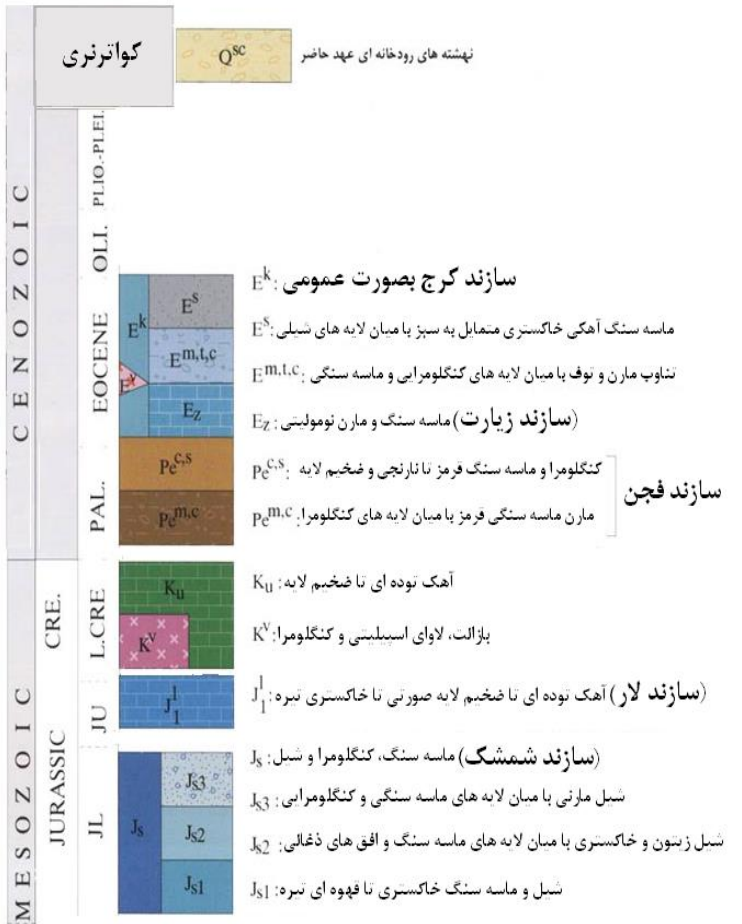 کواترنری
Q^sc
نهشته های رودخانه ای عهد حاضر
CENOZOIC
PLIO.-PLEI.
OLI.
EOCENE
PAL.
E^k
E^s
E^m,t,c
E^v
E_z
Pe^c,s
Pe^m,c
E^k: سازند کرج بصورت عمومی
E^s: ماسه سنگ آهکی خاکستری متمایل به سبز با میان لایه های شیلی
E^m,t,c: تناوب مارن و توف با میان لایه های کنگلومرایی و ماسه سنگی
E_z: ماسه سنگ و مارن نومولیتی (سازند زیارت)
Pe^c,s: کنگلومرا و ماسه سنگ قرمز تا نارنجی و ضخیم لایه
Pe^m,c: مارن ماسه سنگی قرمز با میان لایه های کنگلومرا
سازند فجن
MESOZOIC
CRE.
L.CRE
K_u
K^v
K_u: آهک توده ای تا ضخیم لایه
K^v: بازالت، لاوای اسپیلیتی و کنگلومرا
JURASSIC
JU
J^l_1
J^l_1: آهک توده ای تا ضخیم لایه صورتی تا خاکستری تیره (سازند لار)
JL
J_s
J_s3
J_s2
J_s1
J_s: ماسه سنگ، کنگلومرا و شیل (سازند شمشک)
J_s3: شیل مارنی با میان لایه های ماسه سنگی و کنگلومرایی
J_s2: شیل زیتون و خاکستری با میان لایه های ماسه سنگ و افق های ذغالی
J_s1: شیل و ماسه سنگ خاکستری تا قهوه ای تیره